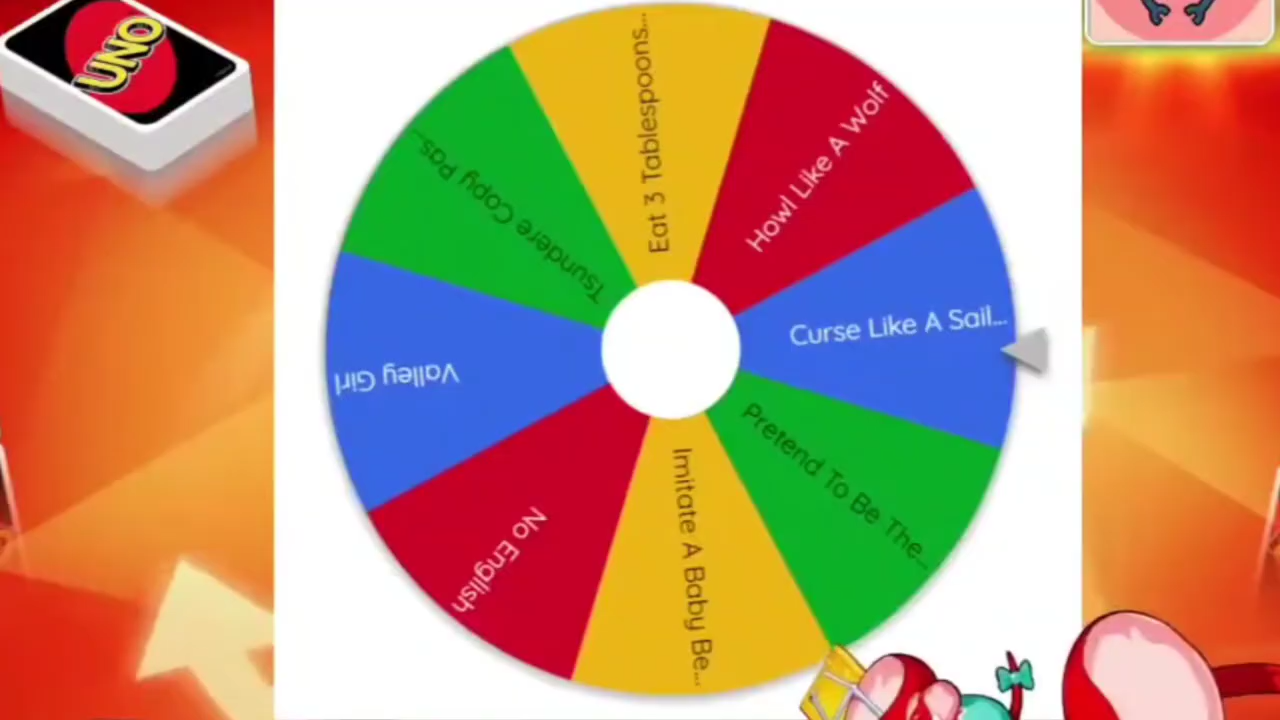 UNO
Eat 3 Tablespoons...
Howl Like A Wolf
Curse Like A Sail...
Pretend To Be The...
Imitate A Baby Be...
No English
Valley Girl
Tsundere Copy Pas...